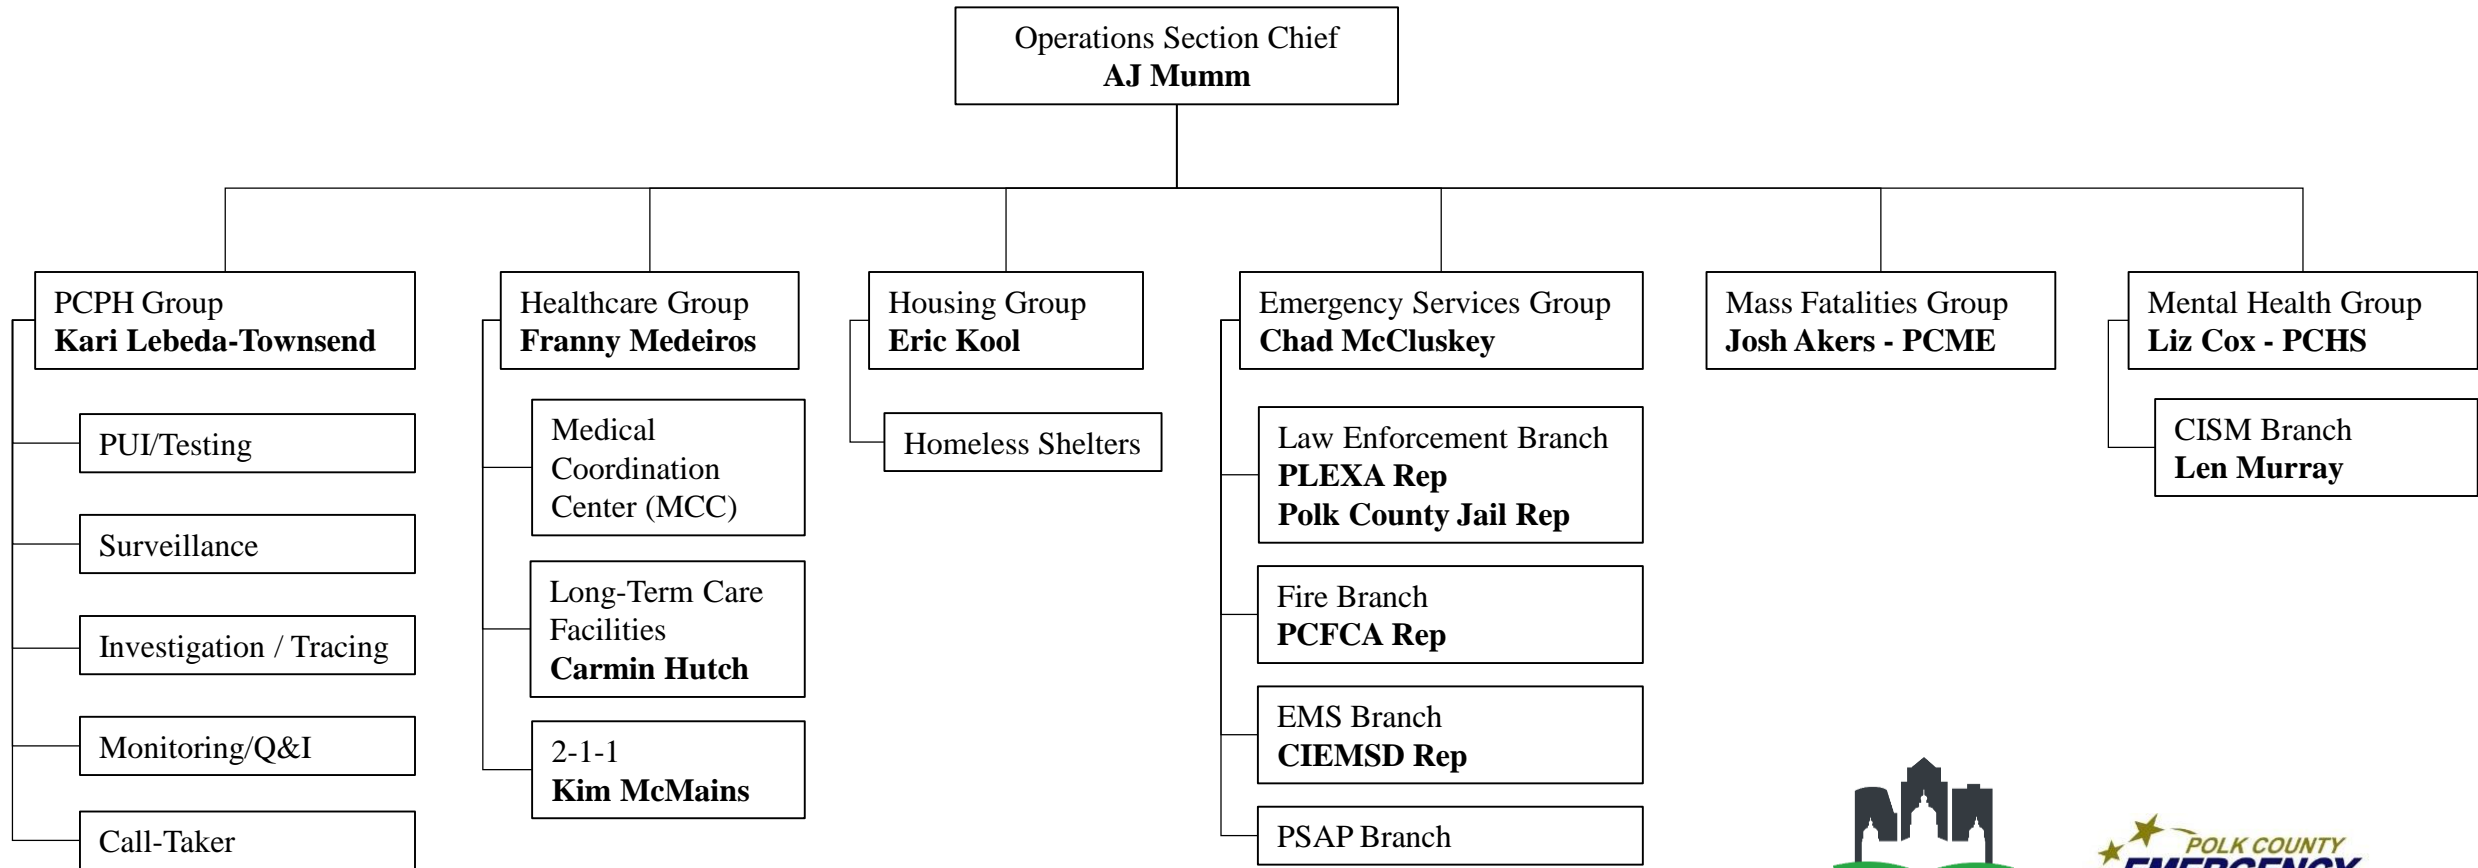 Operations Section Chief
AJ Mumm
PCPH Group
Kari Lebeda-Townsend
PUI/Testing
Surveillance
Investigation / Tracing
Monitoring/Q&I
Call-Taker
Healthcare Group
Franny Medeiros
Medical
Coordination
Center (MCC)
Long-Term Care
Facilities
Carmin Hutch
2-1-1
Kim McMains
Housing Group
Eric Kool
Homeless Shelters
Emergency Services Group
Chad McCluskey
Law Enforcement Branch
PLEXA Rep
Polk County Jail Rep
Fire Branch
PCFCA Rep
EMS Branch
CIEMSD Rep
PSAP Branch
Mass Fatalities Group
Josh Akers - PCME
Mental Health Group
Liz Cox - PCHS
CISM Branch
Len Murray
POLK COUNTY
EMERGENCY